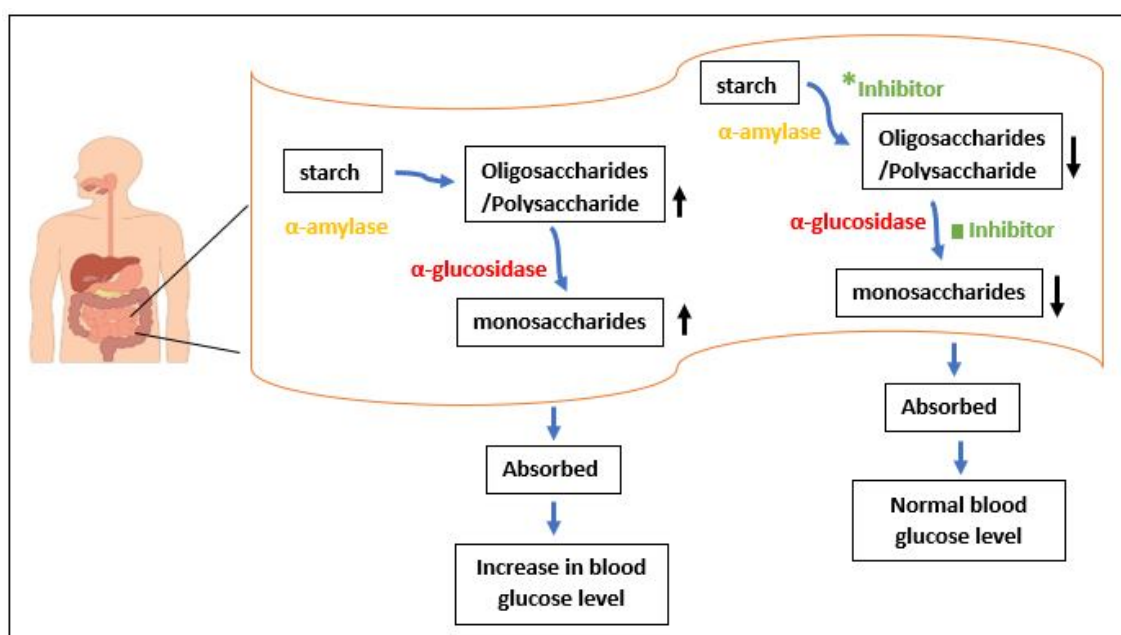 starch
α-amylase
Oligosaccharides
/Polysaccharide
α-glucosidase
monosaccharides
Absorbed
Increase in blood
glucose level
starch
*Inhibitor
α-amylase
Oligosaccharides
/Polysaccharide
α-glucosidase
■ Inhibitor
monosaccharides
Absorbed
Normal blood
glucose level